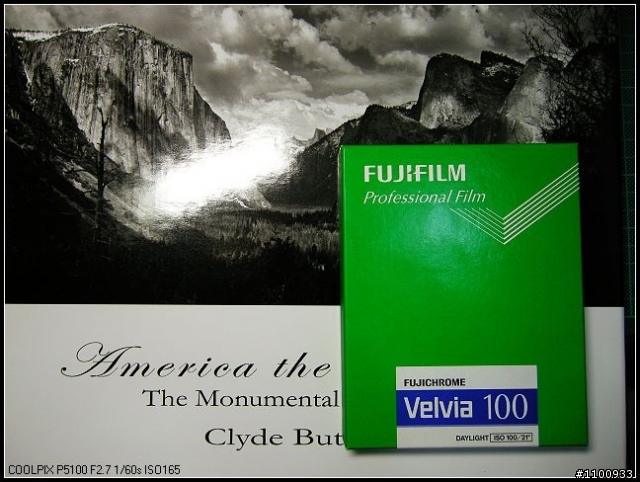 FUJIFILM
Professional Film
America the
The Monumental
Clyde But
FUJICHROME
Velvia 100
DAYLIGHT ISO 100/21°
COOLPIX P5100 F2.7 1/60s ISO165
#1100933